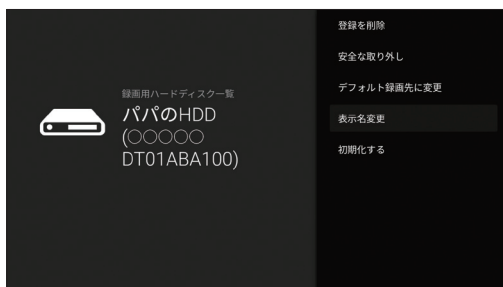 録画用ハードディスク一覧
パパのHDD
(○○○○○
DT01ABA100)
登録を削除
安全な取り外し
デフォルト録画先に変更
表示名変更
初期化する